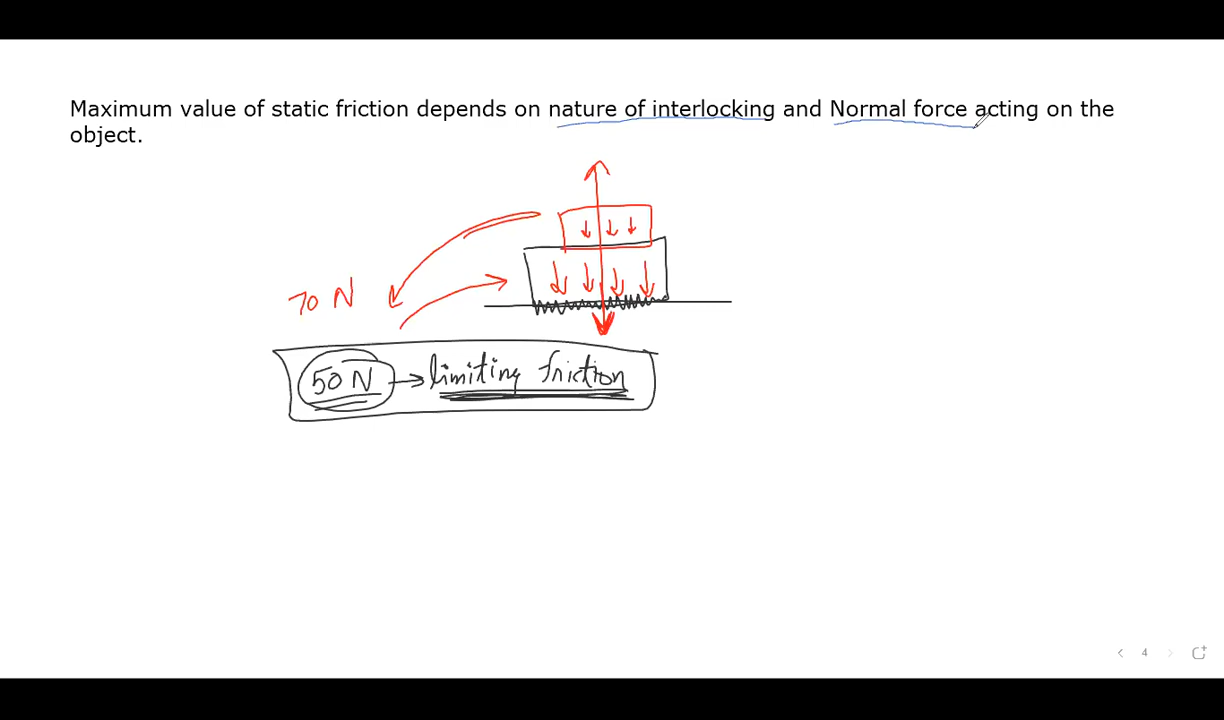 Maximum value of static friction depends on nature of interlocking and Normal force acting on the
object.
70 N
50 N → limiting friction
4